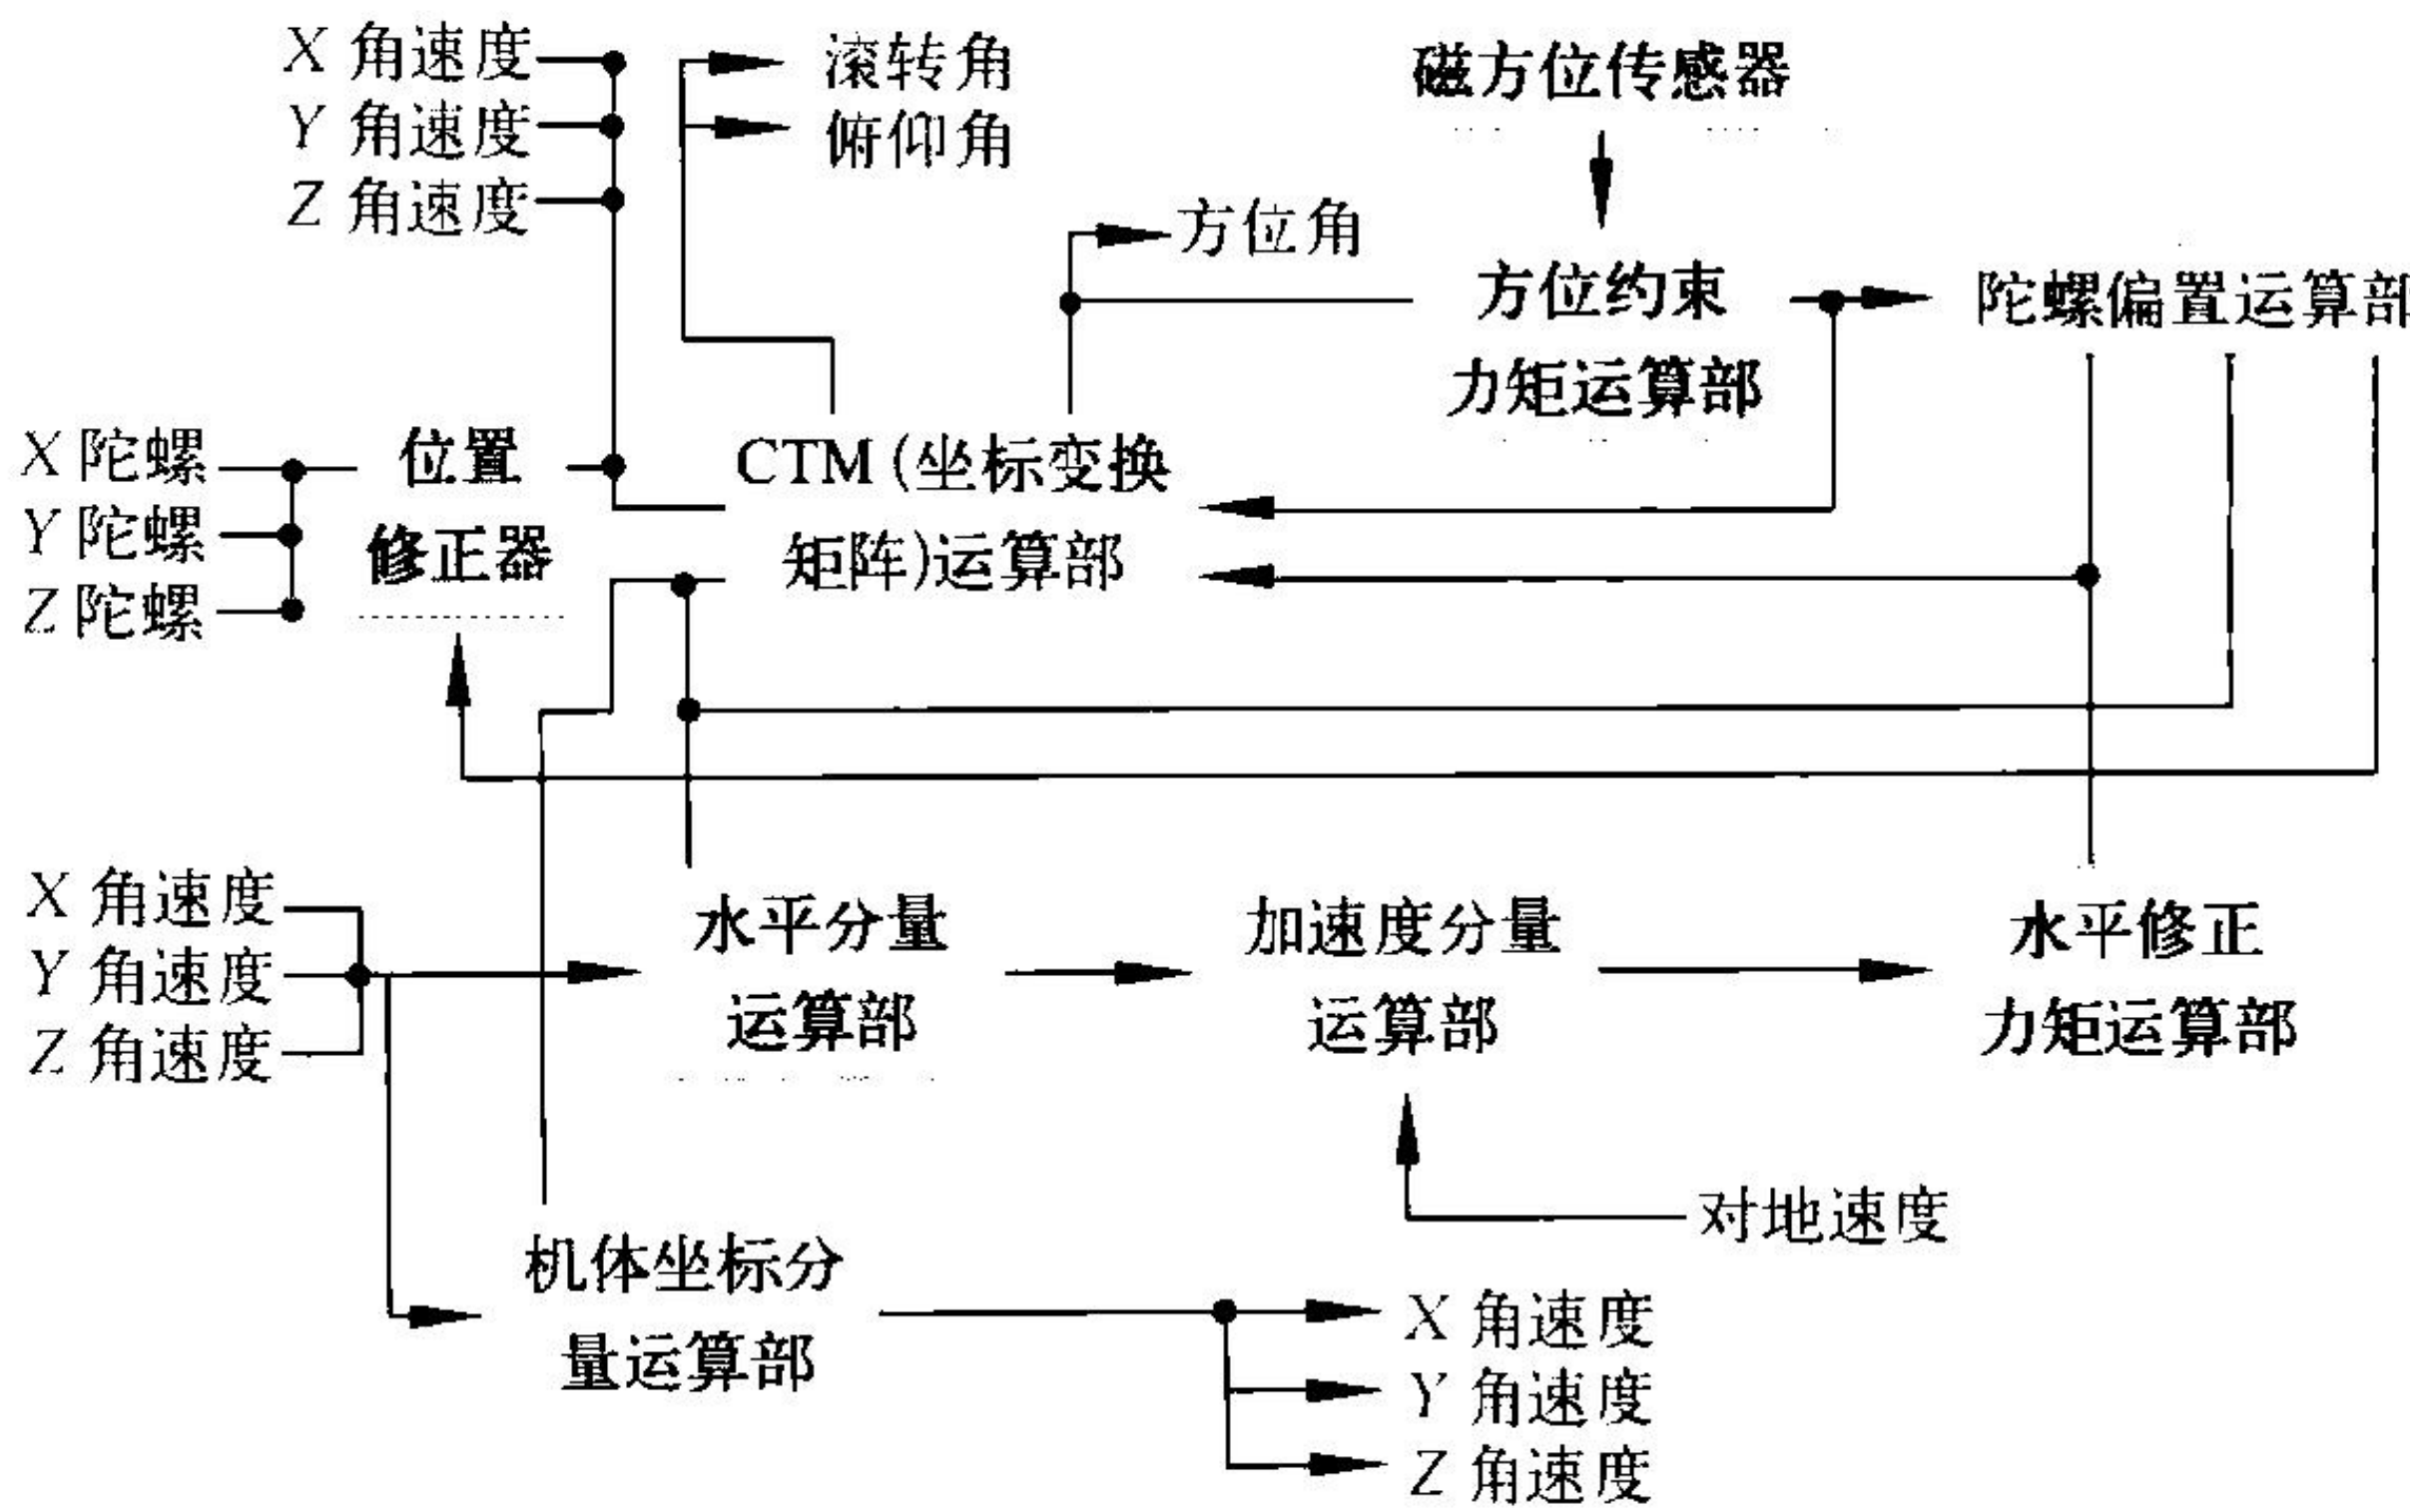 X 角速度
Y 角速度
Z 角速度
滚转角
俯仰角
磁方位传感器
方位角
方位约束
力矩运算部
陀螺偏置运算部
X 陀螺
Y 陀螺
Z 陀螺
位置
修正器
CTM (坐标变换
矩阵)运算部
X 角速度
Y 角速度
Z 角速度
水平分量
运算部
加速度分量
运算部
水平修正
力矩运算部
对地速度
机体坐标分
量运算部
X 角速度
Y 角速度
Z 角速度